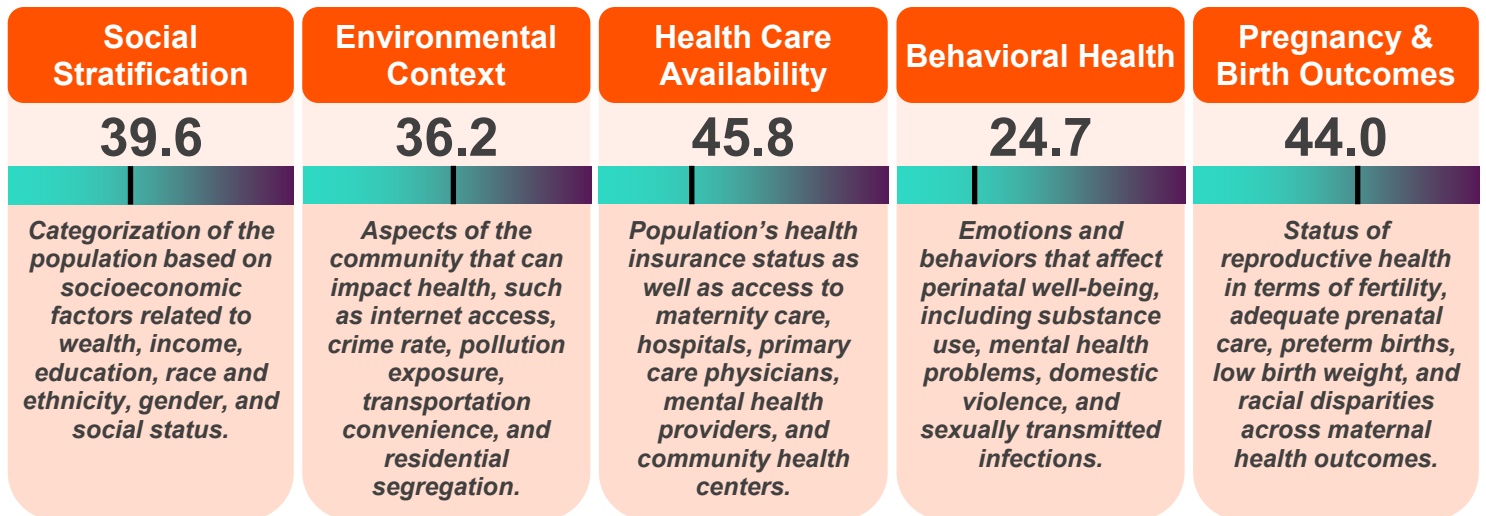 Social
Stratification
39.6
Categorization of the
population based on
socioeconomic
factors related to
wealth, income,
education, race and
ethnicity, gender, and
social status.
Environmental
Context
36.2
Aspects of the
community that can
impact health, such
as internet access,
crime rate, pollution
exposure,
transportation
convenience, and
residential
segregation.
Health Care
Availability
45.8
Population's health
insurance status as
well as access to
maternity care,
hospitals, primary
care physicians,
mental health
providers, and
community health
centers.
Behavioral Health
24.7
Emotions and
behaviors that affect
perinatal well-being,
including substance
use, mental health
problems, domestic
violence, and
sexually transmitted
infections.
Pregnancy &
Birth Outcomes
44.0
Status of
reproductive health
in terms of fertility,
adequate prenatal
care, preterm births,
low birth weight, and
racial disparities
across maternal
health outcomes.